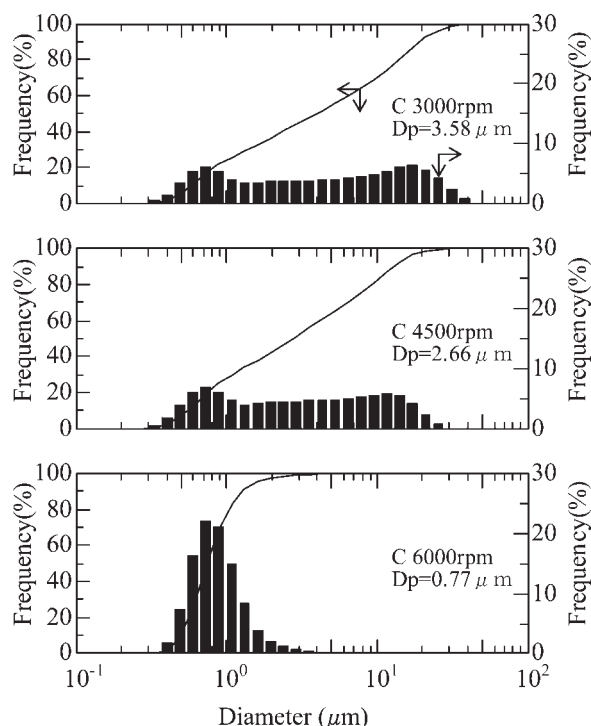 100
80
60
40
20
0
Frequency(%)
C 3000rpm
Dp=3.58 μ m
30
20
10
0
Frequency(%)
100
80
60
40
20
0
Frequency(%)
C 4500rpm
Dp=2.66 μ m
30
20
10
0
Frequency(%)
100
80
60
40
20
0
Frequency(%)
C 6000rpm
Dp=0.77 μ m
30
20
10
0
Frequency(%)
10⁻¹ 10⁰ 10¹ 10²
Diameter (μm)